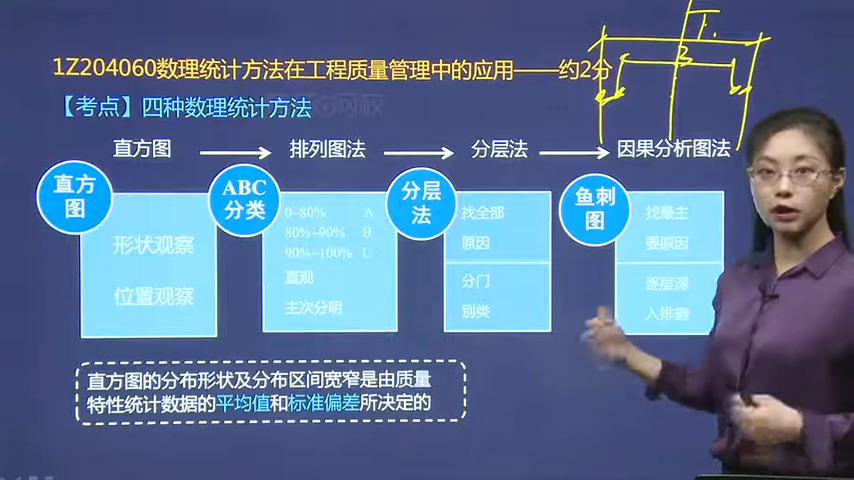 1Z204060数理统计方法在工程质量管理中的应用——约2分
【考点】四种数理统计方法
直方图
排列图法
分层法
因果分析图法
直方
图
形状观察
位置观察
ABC
分类
0~80% A
80%~90% B
90%~100% C
直观
主次分明
分层
法
找全部
原因
分门
别类
鱼刺
图
找最主
要原因
逐层深
入排查
直方图的分布形状及分布区间宽窄是由质量
特性统计数据的平均值和标准偏差所决定的